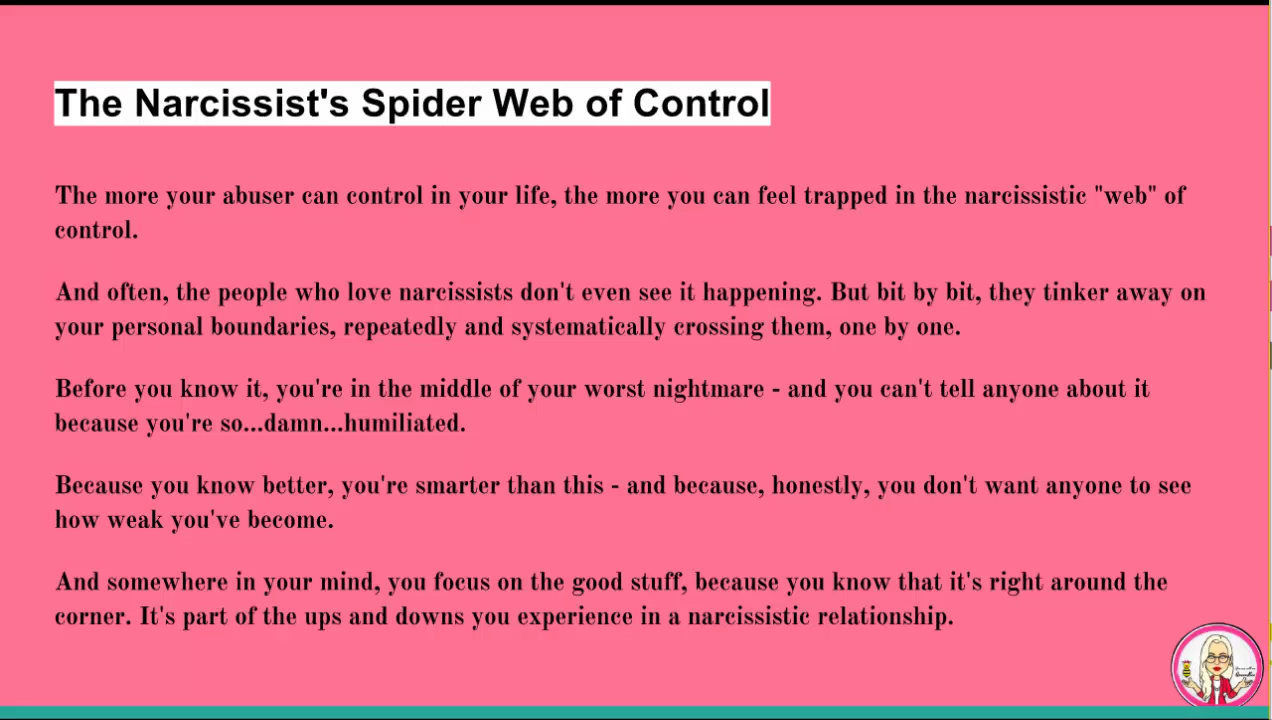 The Narcissist's Spider Web of Control
The more your abuser can control in your life, the more you can feel trapped in the narcissistic "web" of
control.
And often, the people who love narcissists don't even see it happening. But bit by bit, they tinker away on
your personal boundaries, repeatedly and systematically crossing them, one by one.
Before you know it, you're in the middle of your worst nightmare - and you can't tell anyone about it
because you're so...damn...humiliated.
Because you know better, you're smarter than this - and because, honestly, you don't want anyone to see
how weak you've become.
And somewhere in your mind, you focus on the good stuff, because you know that it's right around the
corner. It's part of the ups and downs you experience in a narcissistic relationship.